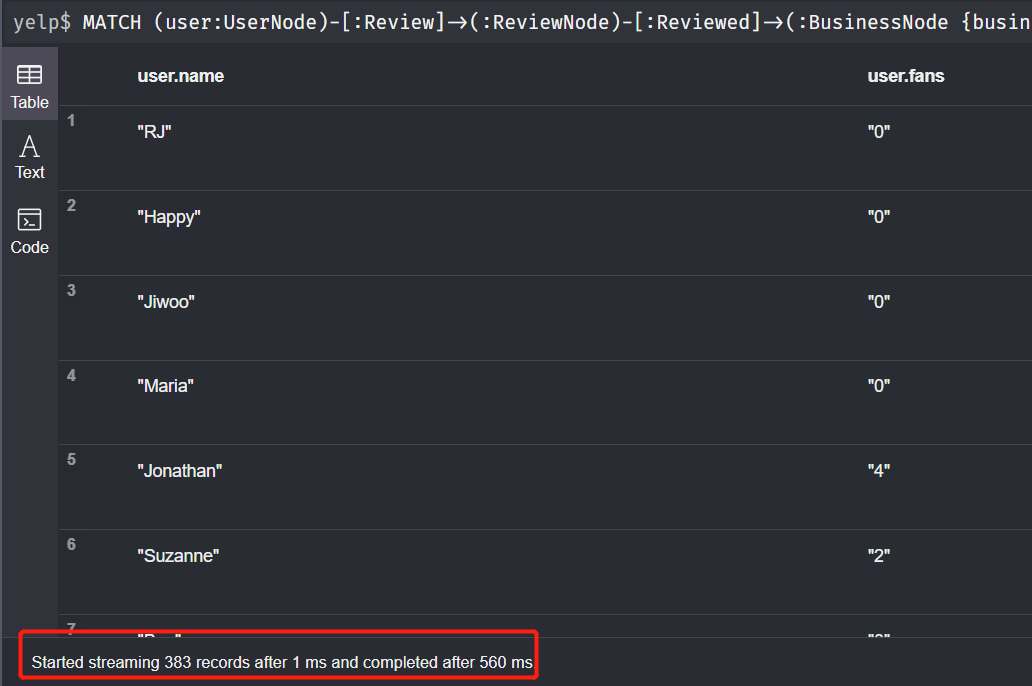 yelp$ MATCH (user:UserNode)-[:Review]→(:ReviewNode)-[:Reviewed]→(:BusinessNode {busin
user.name user.fans
Table
1 "RJ" "0"
Text
2 "Happy" "0"
Code
3 "Jiwoo" "0"
4 "Maria" "0"
5 "Jonathan" "4"
6 "Suzanne" "2"
7
Started streaming 383 records after 1 ms and completed after 560 ms